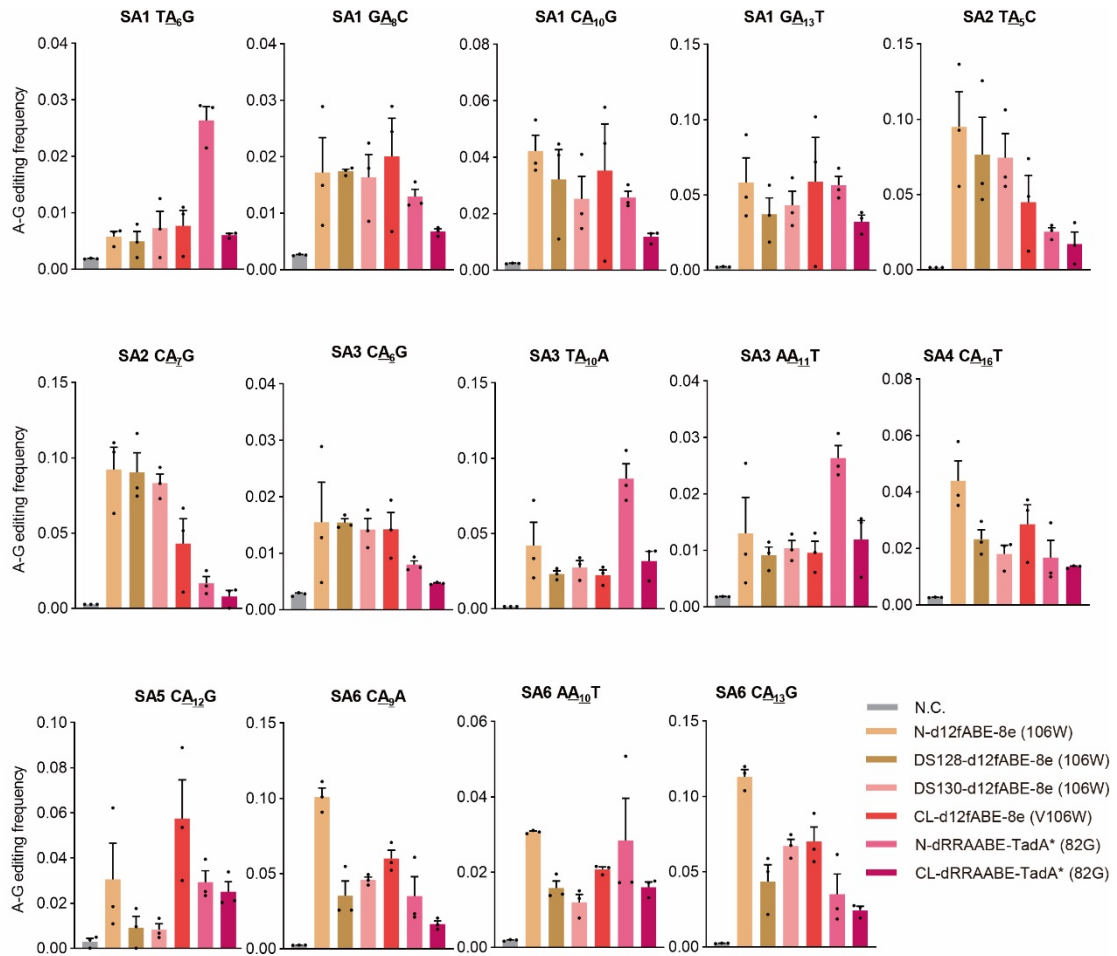 SA1 TA6G
SA1 GA8C
SA1 CA10G
SA1 GA13T
SA2 TA5C
A-G editing frequency
0.04
0.03
0.02
0.01
0.00
0.04
0.03
0.02
0.01
0.00
0.08
0.06
0.04
0.02
0.00
0.15
0.10
0.05
0.00
0.15
0.10
0.05
0.00
SA2 CA7G
SA3 CA6G
SA3 TA10A
SA3 AA11T
SA4 CA16T
A-G editing frequency
0.15
0.10
0.05
0.00
0.04
0.03
0.02
0.01
0.00
0.15
0.10
0.05
0.00
0.04
0.03
0.02
0.01
0.00
0.08
0.06
0.04
0.02
0.00
SA5 CA12G
SA6 CA9A
SA6 AA10T
SA6 CA13G
A-G editing frequency
0.10
0.08
0.06
0.04
0.02
0.00
0.15
0.10
0.05
0.00
0.06
0.04
0.02
0.00
0.15
0.10
0.05
0.00
N.C.
N-d12fABE-8e (106W)
DS128-d12fABE-8e (106W)
DS130-d12fABE-8e (106W)
CL-d12fABE-8e (V106W)
N-dRRAABE-TadA* (82G)
CL-dRRAABE-TadA* (82G)